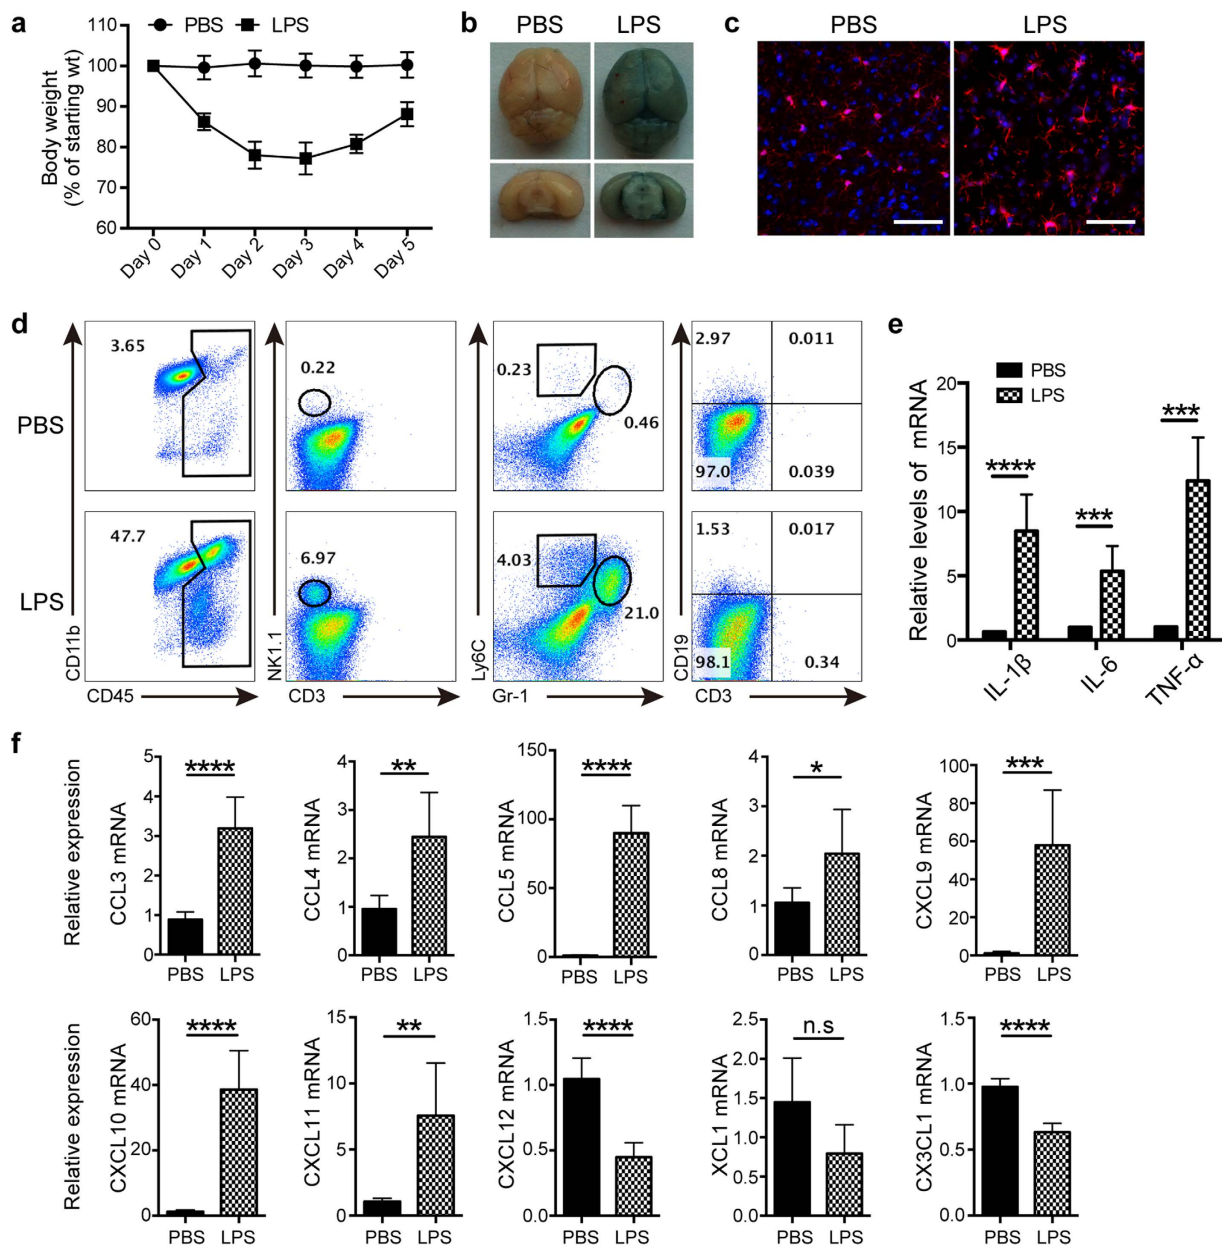 a
PBS LPS
Body weight
(% of starting wt)
110
100
90
80
70
60
Day 0 Day 1 Day 2 Day 3 Day 4 Day 5
b
PBS LPS
c
PBS LPS
d
PBS
3.65
0.22
0.23
0.46
2.97 0.011
97.0 0.039
LPS
47.7
6.97
4.03
21.0
1.53 0.017
98.1 0.34
CD11b
CD45
NK1.1
CD3
Ly6C
Gr-1
CD19
CD3
e
PBS
LPS
Relative levels of mRNA
20
15
10
5
0
****
***
***
IL-1β IL-6 TNF-α
f
Relative expression
CCL3 mRNA
5
4
3
2
1
0
****
PBS LPS
CCL4 mRNA
4
3
2
1
0
**
PBS LPS
CCL5 mRNA
150
100
50
0
****
PBS LPS
CCL8 mRNA
4
3
2
1
0
*
PBS LPS
CXCL9 mRNA
100
80
60
40
20
0
***
PBS LPS
Relative expression
CXCL10 mRNA
60
40
20
0
****
PBS LPS
CXCL11 mRNA
15
10
5
0
**
PBS LPS
CXCL12 mRNA
1.5
1.0
0.5
0.0
****
PBS LPS
XCL1 mRNA
2.5
2.0
1.5
1.0
0.5
0.0
n.s
PBS LPS
CX3CL1 mRNA
1.5
1.0
0.5
0.0
****
PBS LPS